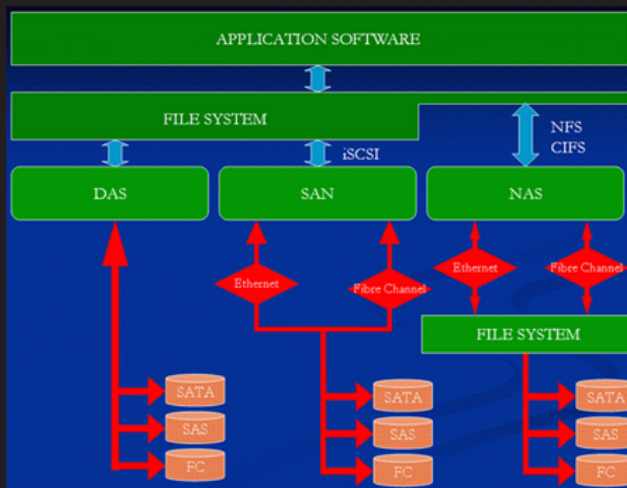 APPLICATION SOFTWARE
FILE SYSTEM
NFS
CIFS
iSCSI
DAS
SAN
NAS
Ethernet
Fibre Channel
Ethernet
Fibre Channel
FILE SYSTEM
SATA
SAS
FC
SATA
SAS
FC
SATA
SAS
FC